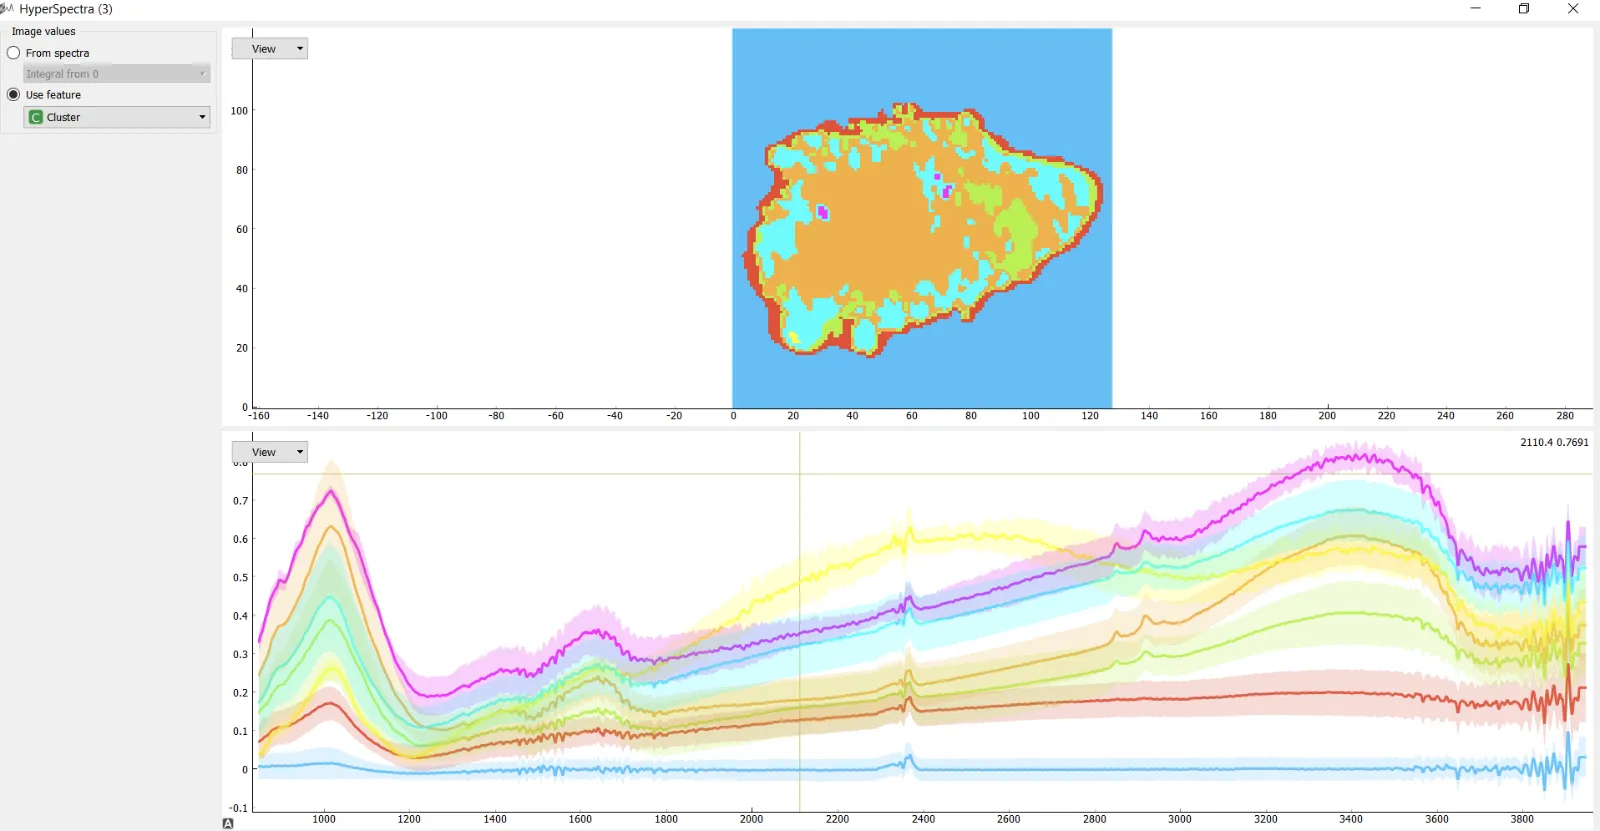 HyperSpectra (3)
Image values
From spectra
Integral from 0
Use feature
C Cluster
View
100
80
60
40
20
0
-160 -140 -120 -100 -80 -60 -40 -20 0 20 40 60 80 100 120 140 160 180 200 220 240 260 280
View
2110.4 0.7691
0.8
0.7
0.6
0.5
0.4
0.3
0.2
0.1
0
-0.1
1000 1200 1400 1600 1800 2000 2200 2400 2600 2800 3000 3200 3400 3600 3800
A